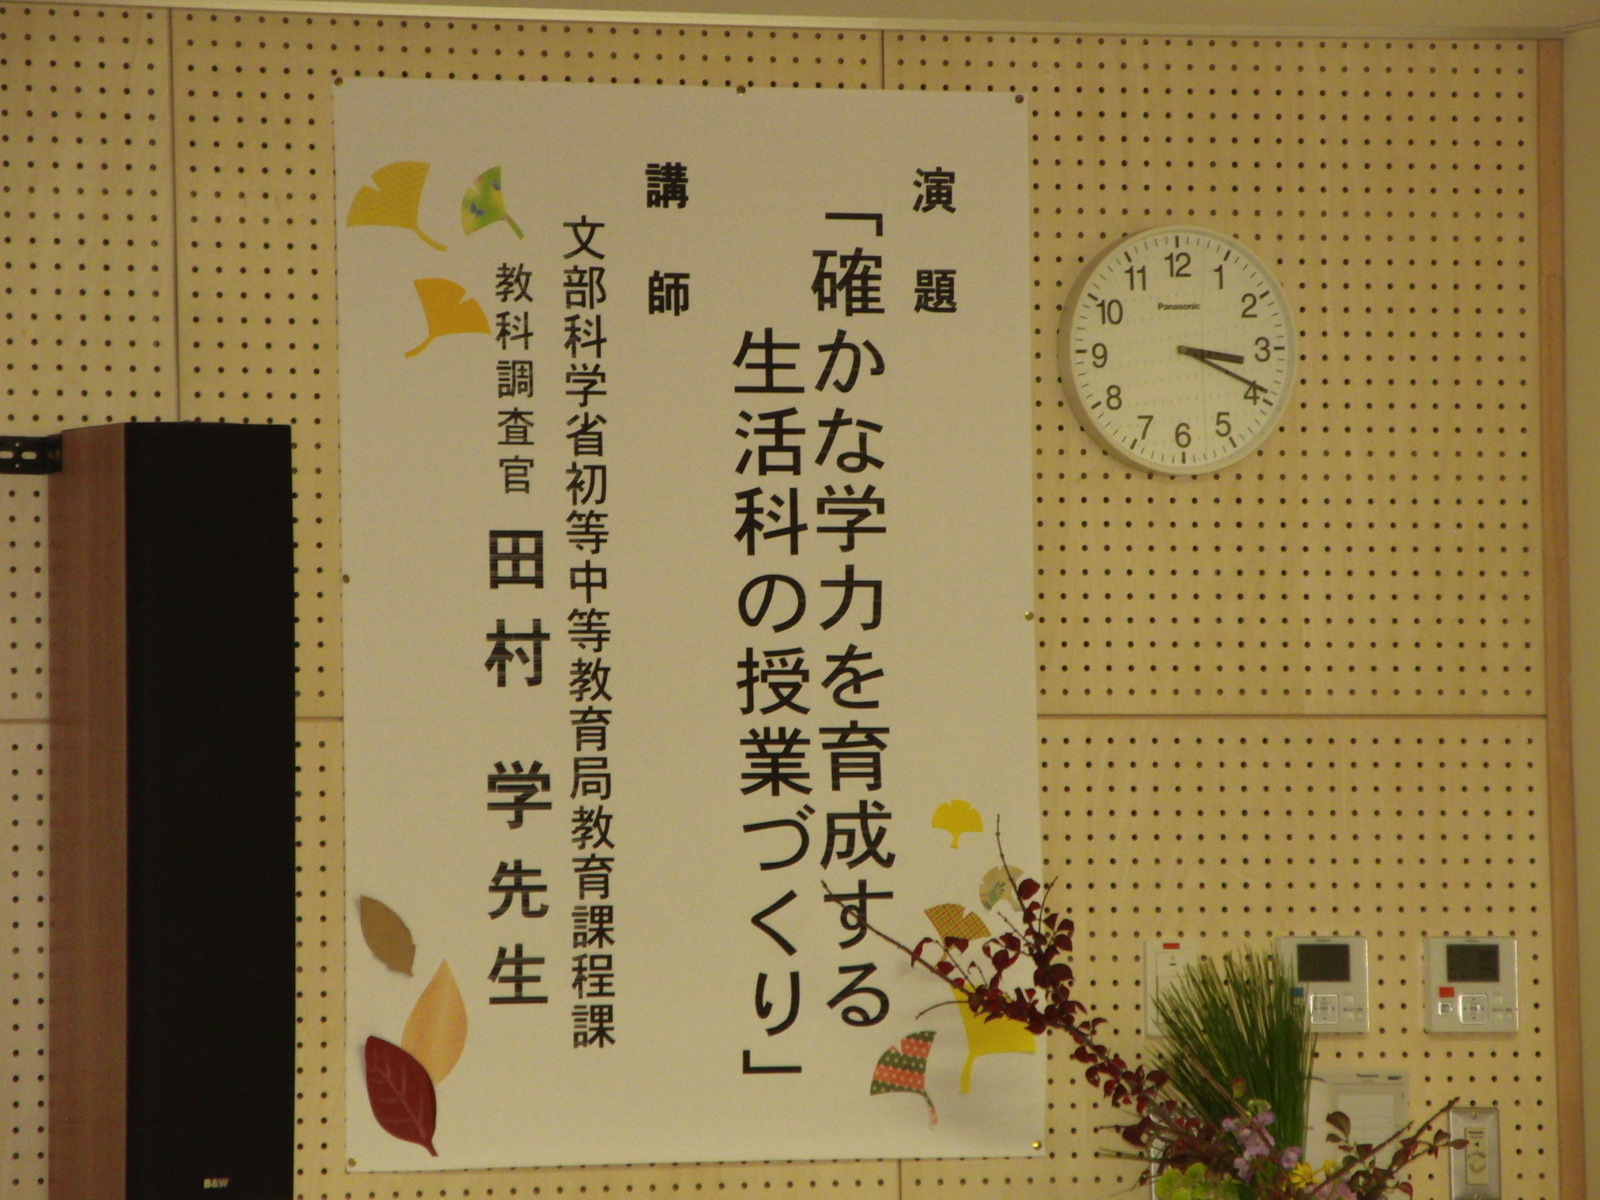 演題
「確かな学力を育成する
生活科の授業づくり」
講師
文部科学省初等中等教育局教育課程課
教科調査官 田村 学 先生
12
1
2
3
4
5
6
7
8
9
10
11
Panasonic
B&W